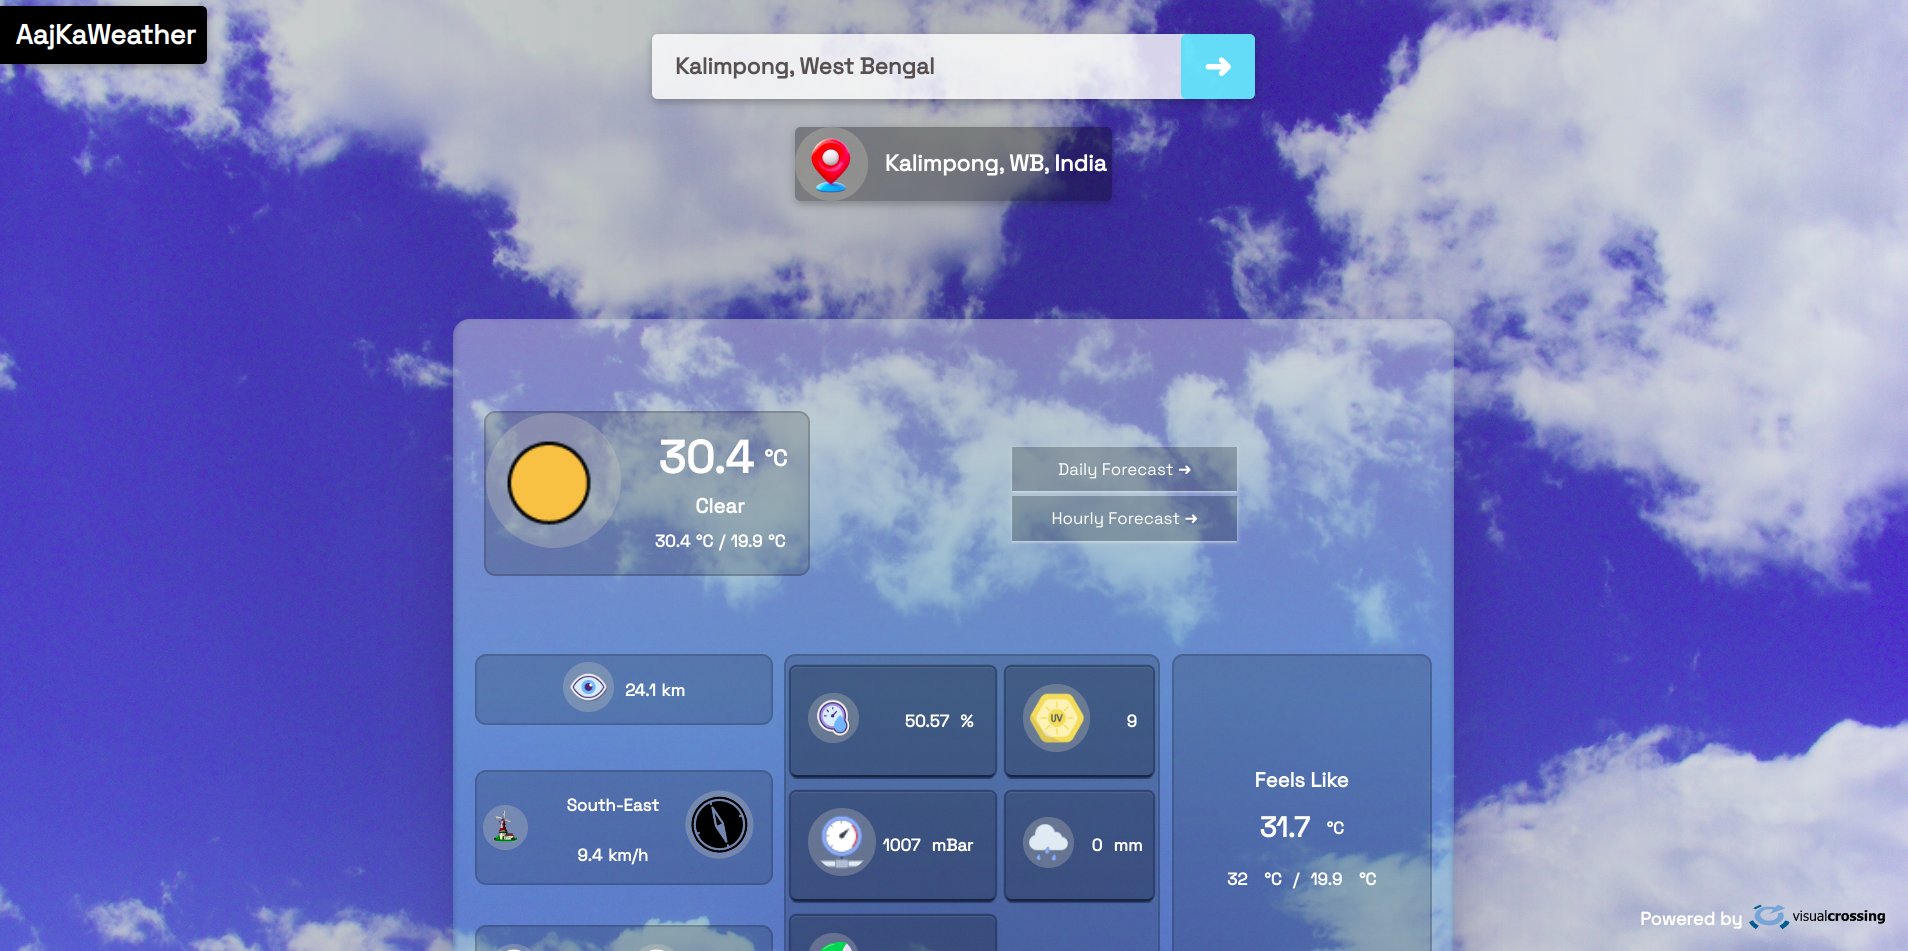 AajKaWeather
Kalimpong, West Bengal
Kalimpong, WB, India
30.4 °C
Clear
30.4 °C / 19.9 °C
Daily Forecast ➜
Hourly Forecast ➜
24.1 km
South-East
9.4 km/h
50.57 %
UV
9
1007 mBar
0 mm
Feels Like
31.7 °C
32 °C / 19.9 °C
Powered by visualcrossing